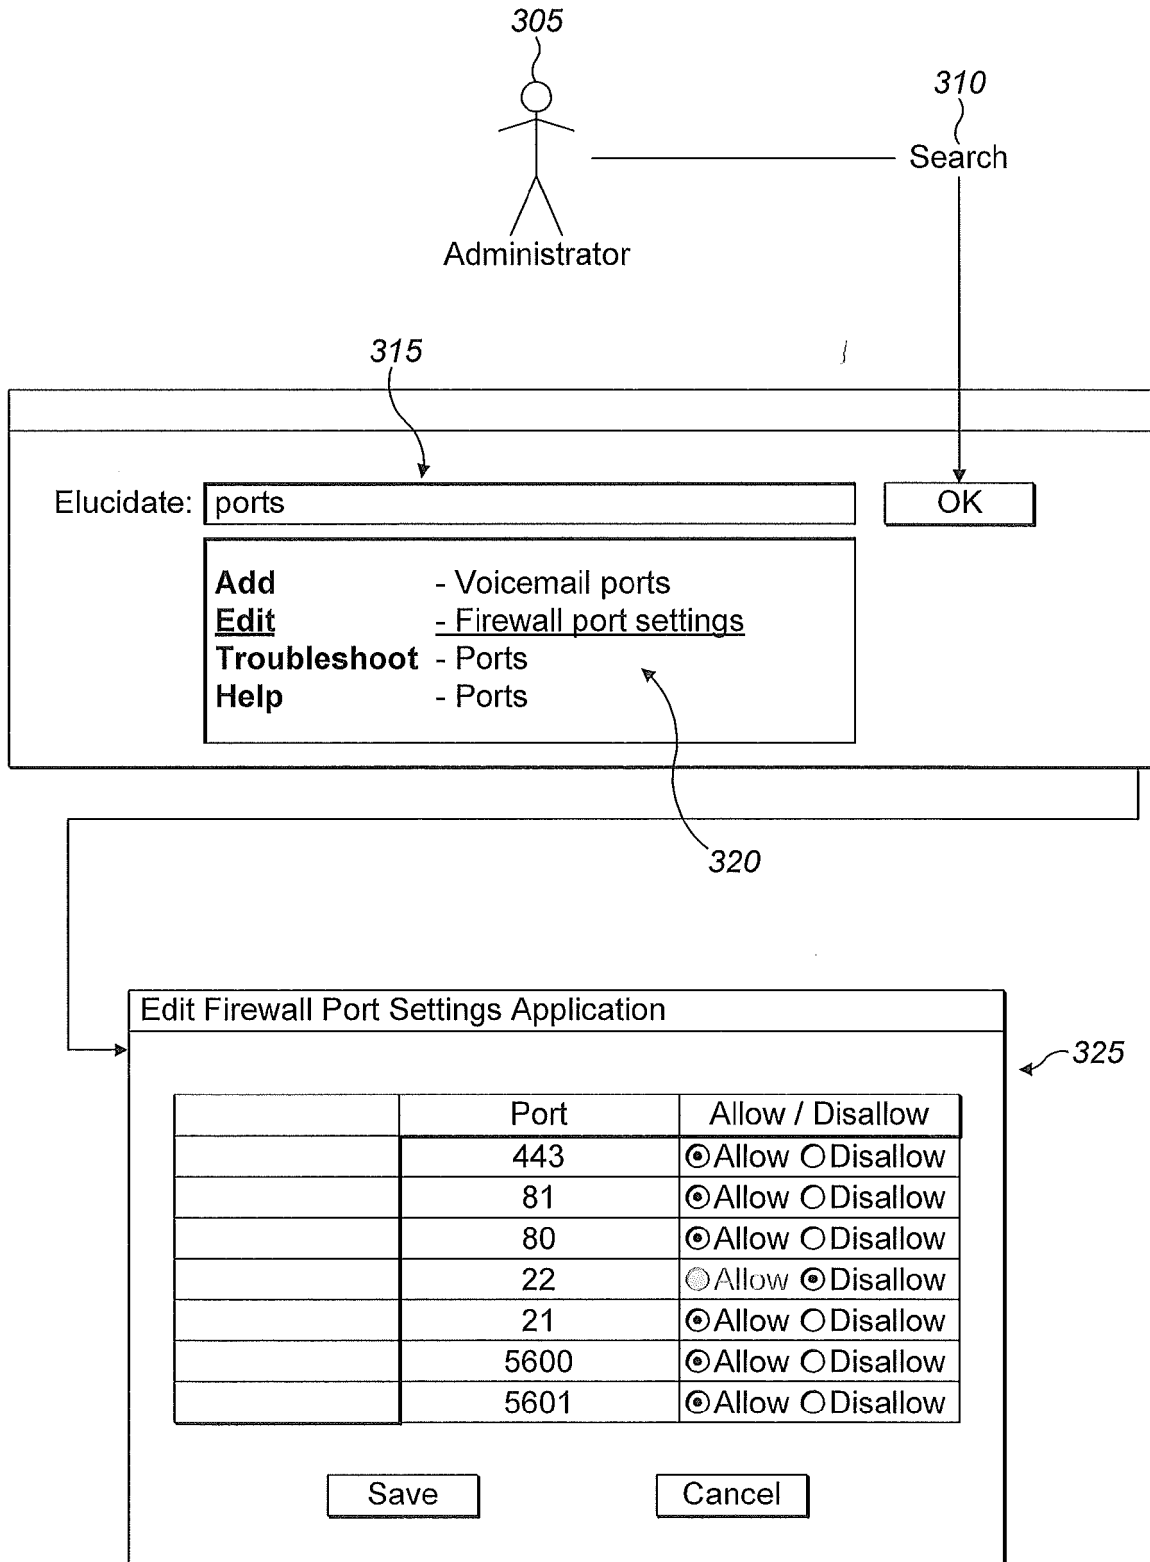 305
310
Search
Administrator
315
Elucidate: ports OK
Add - Voicemail ports
Edit - Firewall port settings
Troubleshoot - Ports
Help - Ports
320
Edit Firewall Port Settings Application
325
Port Allow / Disallow
443 Allow Disallow
81 Allow Disallow
80 Allow Disallow
22 Allow Disallow
21 Allow Disallow
5600 Allow Disallow
5601 Allow Disallow
Save Cancel